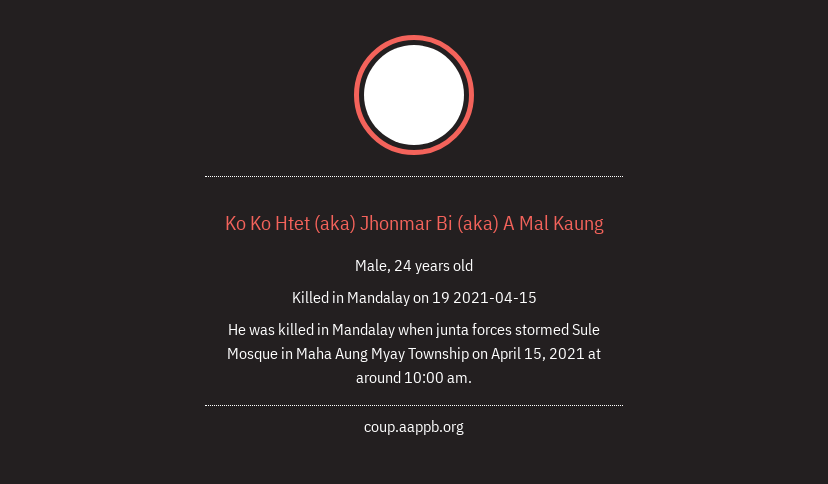 Ko Ko Htet (aka) Jhonmar Bi (aka) A Mal Kaung
Male, 24 years old
Killed in Mandalay on 19 2021-04-15
He was killed in Mandalay when junta forces stormed Sule
Mosque in Maha Aung Myay Township on April 15, 2021 at
around 10:00 am.
coup.aappb.org